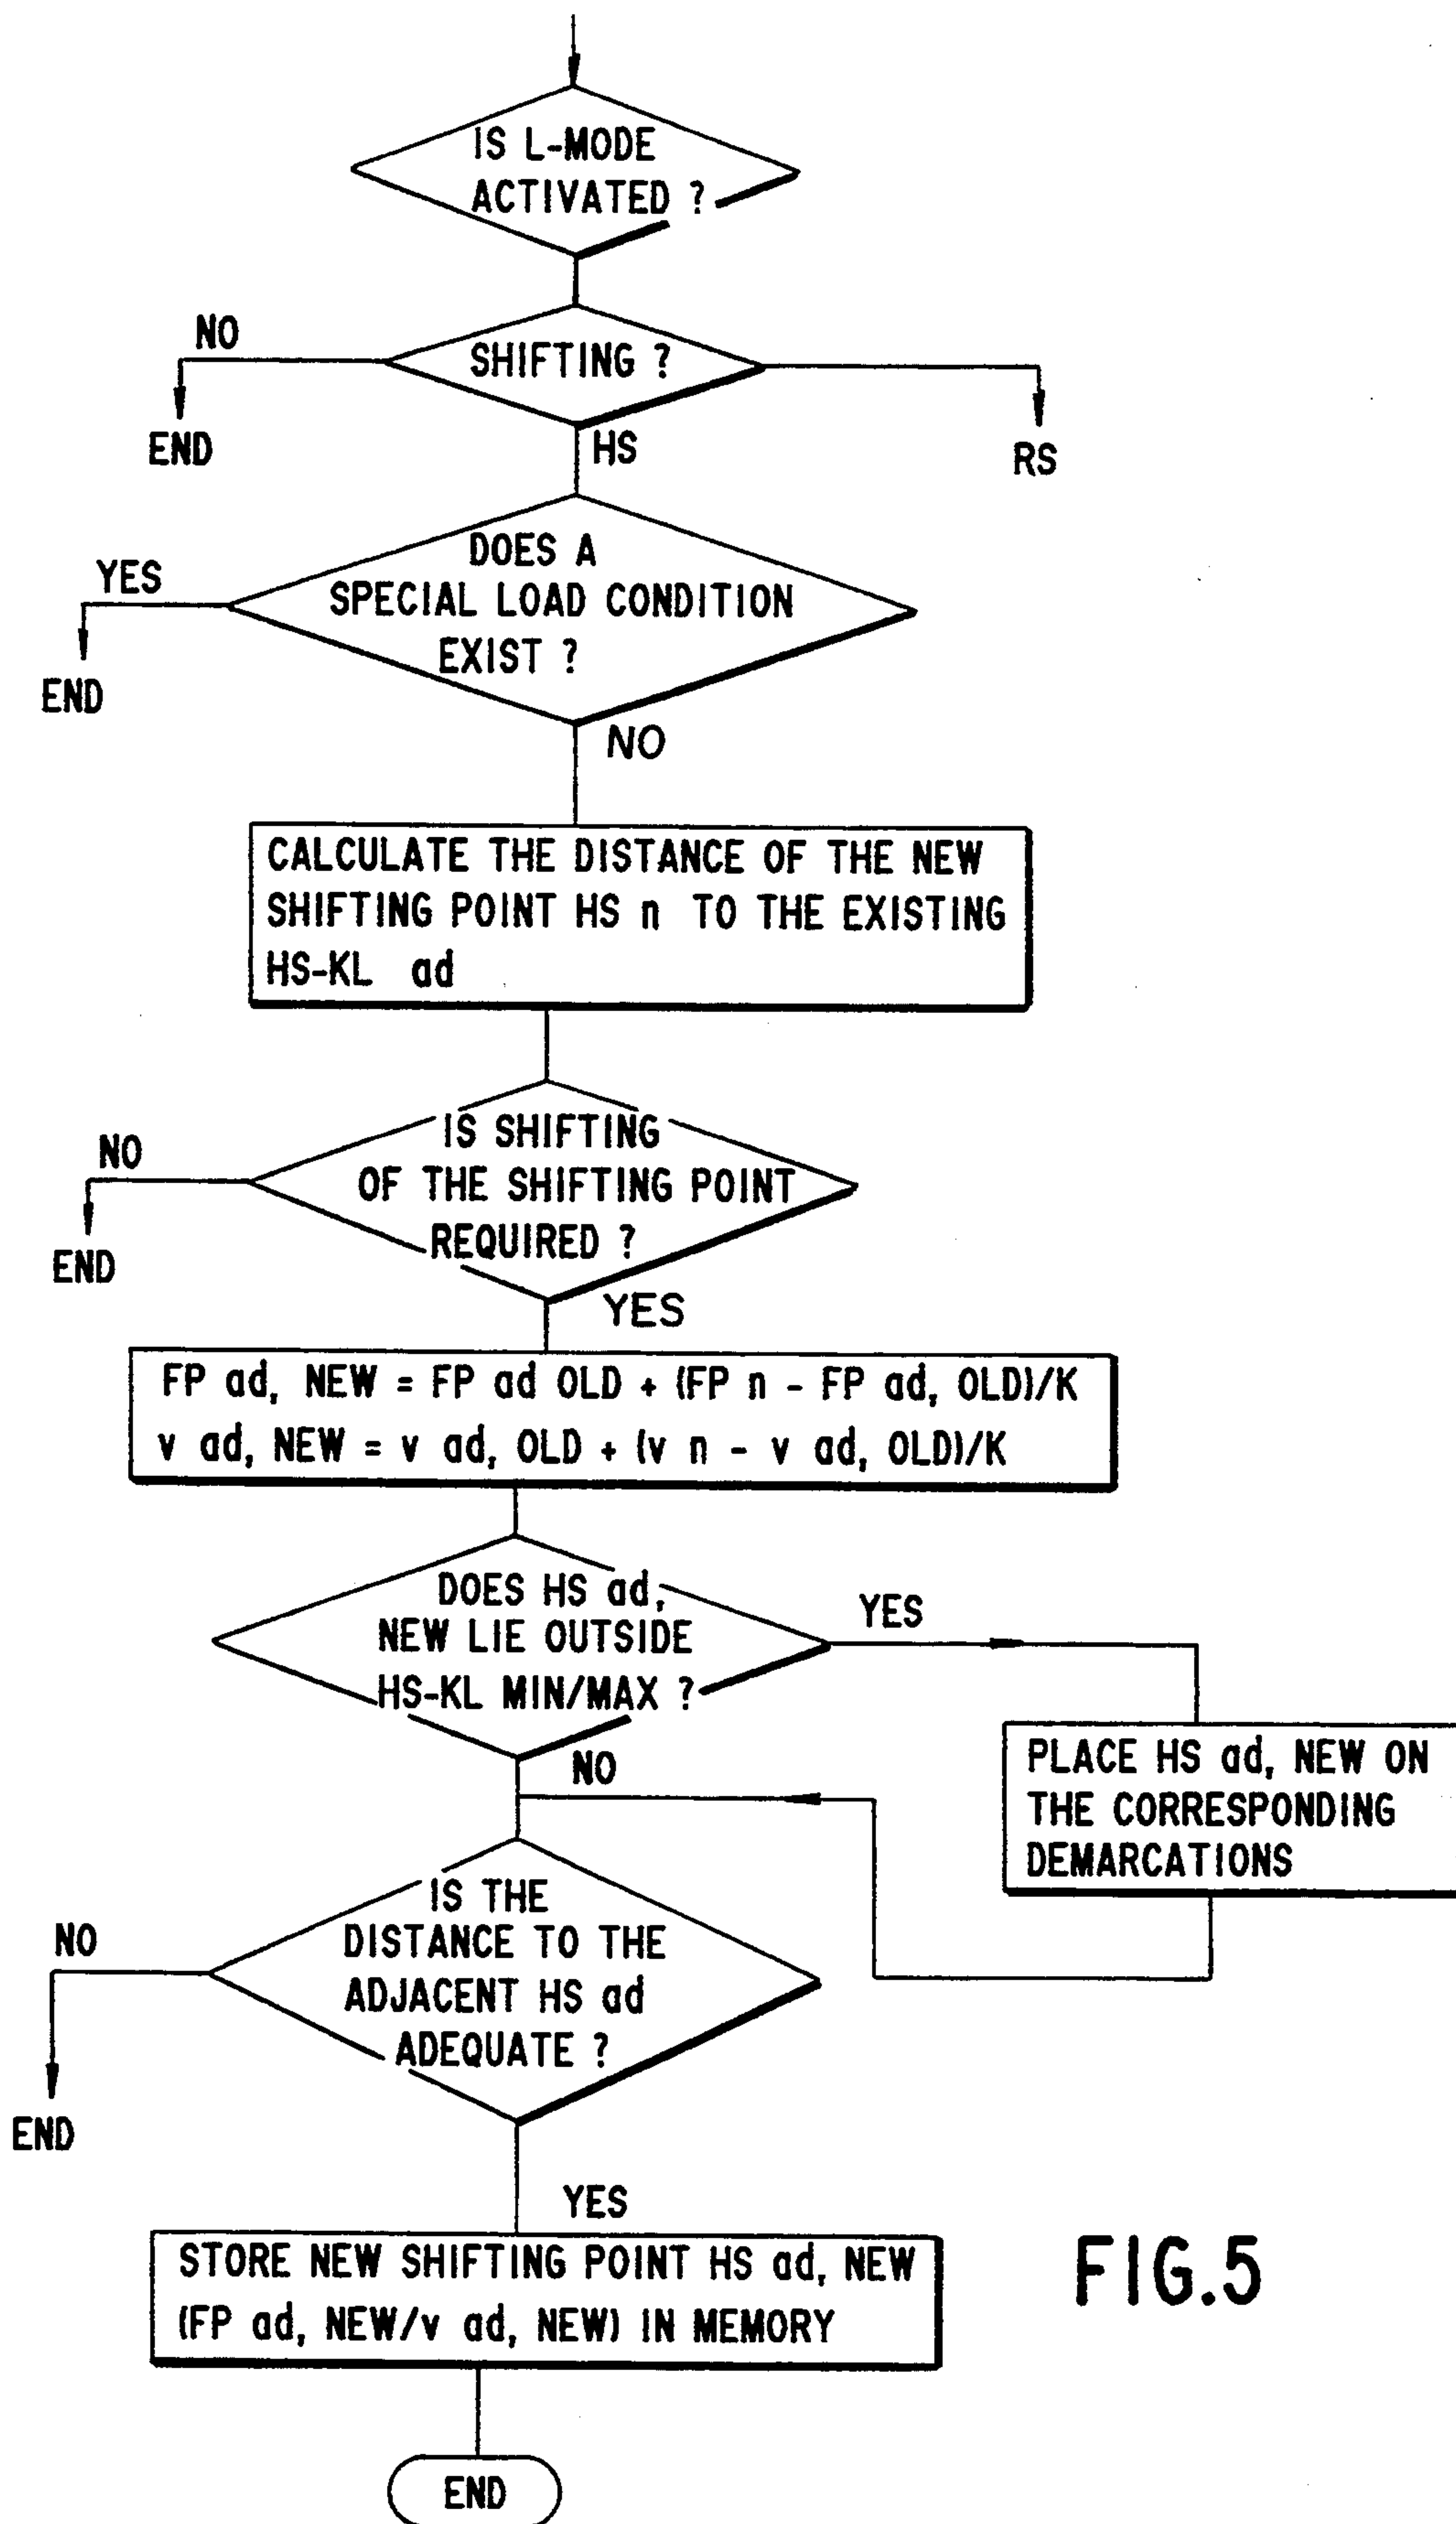 IS L-MODE
ACTIVATED ?
NO
SHIFTING ?
END
HS
RS
DOES A
YES
SPECIAL LOAD CONDITION
EXIST ?
END
NO
CALCULATE THE DISTANCE OF THE NEW
SHIFTING POINT HS n TO THE EXISTING
HS-KL ad
IS SHIFTING
NO
OF THE SHIFTING POINT
REQUIRED ?
END
YES
FP ad, NEW = FP ad OLD + (FP n - FP ad, OLD)/K
v ad, NEW = v ad, OLD + (v n - v ad, OLD)/K
DOES HS ad,
YES
NEW LIE OUTSIDE
HS-KL MIN/MAX ?
NO
PLACE HS ad, NEW ON
THE CORRESPONDING
DEMARCATIONS
IS THE
NO
DISTANCE TO THE
ADJACENT HS ad
ADEQUATE ?
END
YES
STORE NEW SHIFTING POINT HS ad, NEW
(FP ad, NEW/v ad, NEW) IN MEMORY
FIG.5
END